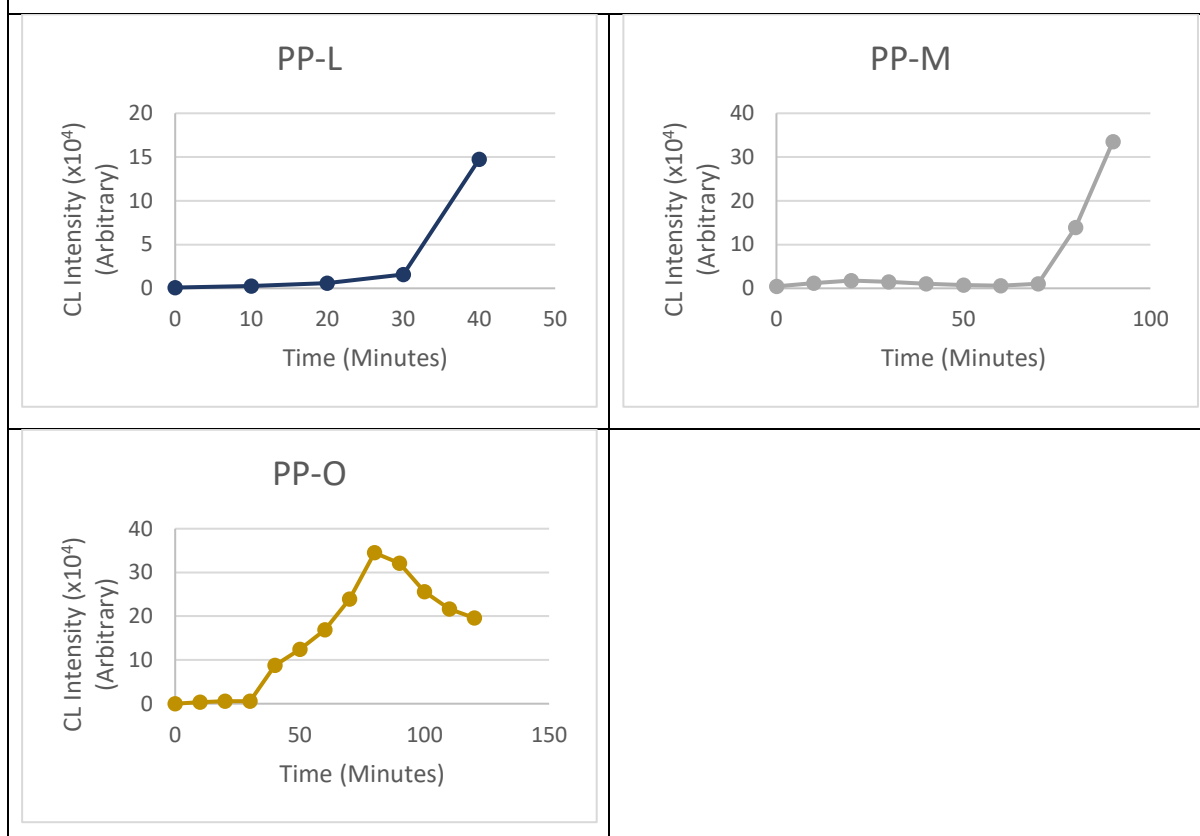 PP-L
CL Intensity (x10⁴)
(Arbitrary)
20
15
10
5
0
0 10 20 30 40 50
Time (Minutes)
PP-M
CL Intensity (x10⁴)
(Arbitrary)
40
30
20
10
0
0 50 100
Time (Minutes)
PP-O
CL Intensity (x10⁴)
(Arbitrary)
40
30
20
10
0
0 50 100 150
Time (Minutes)